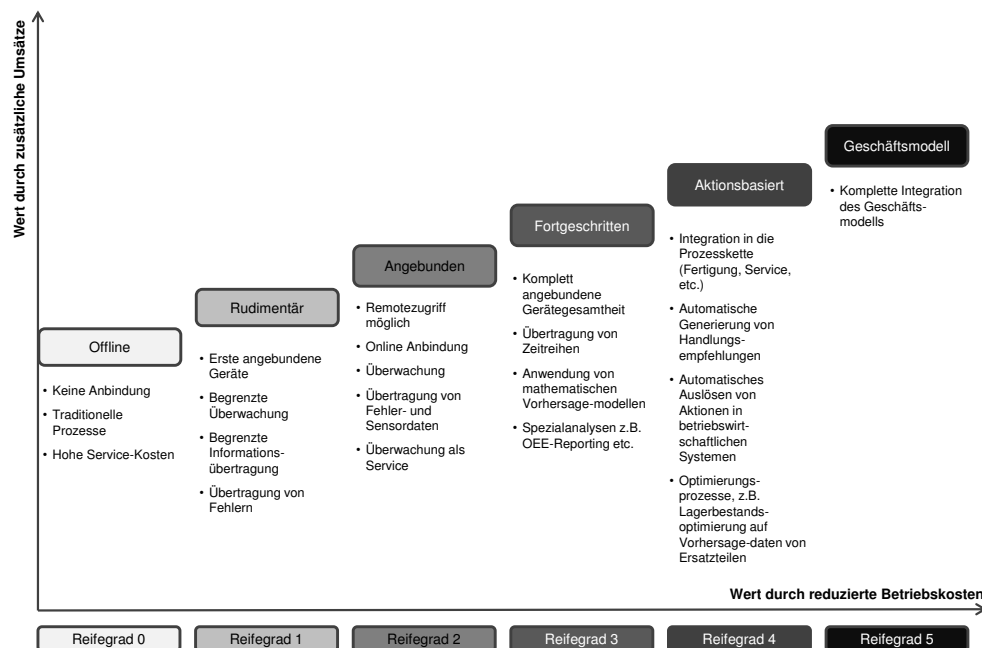 Wert durch zusätzliche Umsätze
Offline
• Keine Anbindung
• Traditionelle
Prozesse
• Hohe Service-Kosten
Rudimentär
• Erste angebundene
Geräte
• Begrenzte
Überwachung
• Begrenzte
Informations-
übertragung
• Übertragung von
Fehlern
Angebunden
• Remotezugriff
möglich
• Online Anbindung
• Überwachung
• Übertragung von
Fehler- und
Sensordaten
• Überwachung als
Service
Fortgeschritten
• Komplett
angebundene
Gerätegesamtheit
• Übertragung von
Zeitreihen
• Anwendung von
mathematischen
Vorhersage-modellen
• Spezialanalysen z.B.
OEE-Reporting etc.
Aktionsbasiert
• Integration in die
Prozesskette
(Fertigung, Service,
etc.)
• Automatische
Generierung von
Handlungs-
empfehlungen
• Automatisches
Auslösen von
Aktionen in
betriebswirt-
schaftlichen
Systemen
• Optimierungs-
prozesse, z.B.
Lagerbestands-
optimierung auf
Vorhersage-daten von
Ersatzteilen
Geschäftsmodell
• Komplette Integration
des Geschäfts-
modells
Wert durch reduzierte Betriebskosten
Reifegrad 0
Reifegrad 1
Reifegrad 2
Reifegrad 3
Reifegrad 4
Reifegrad 5